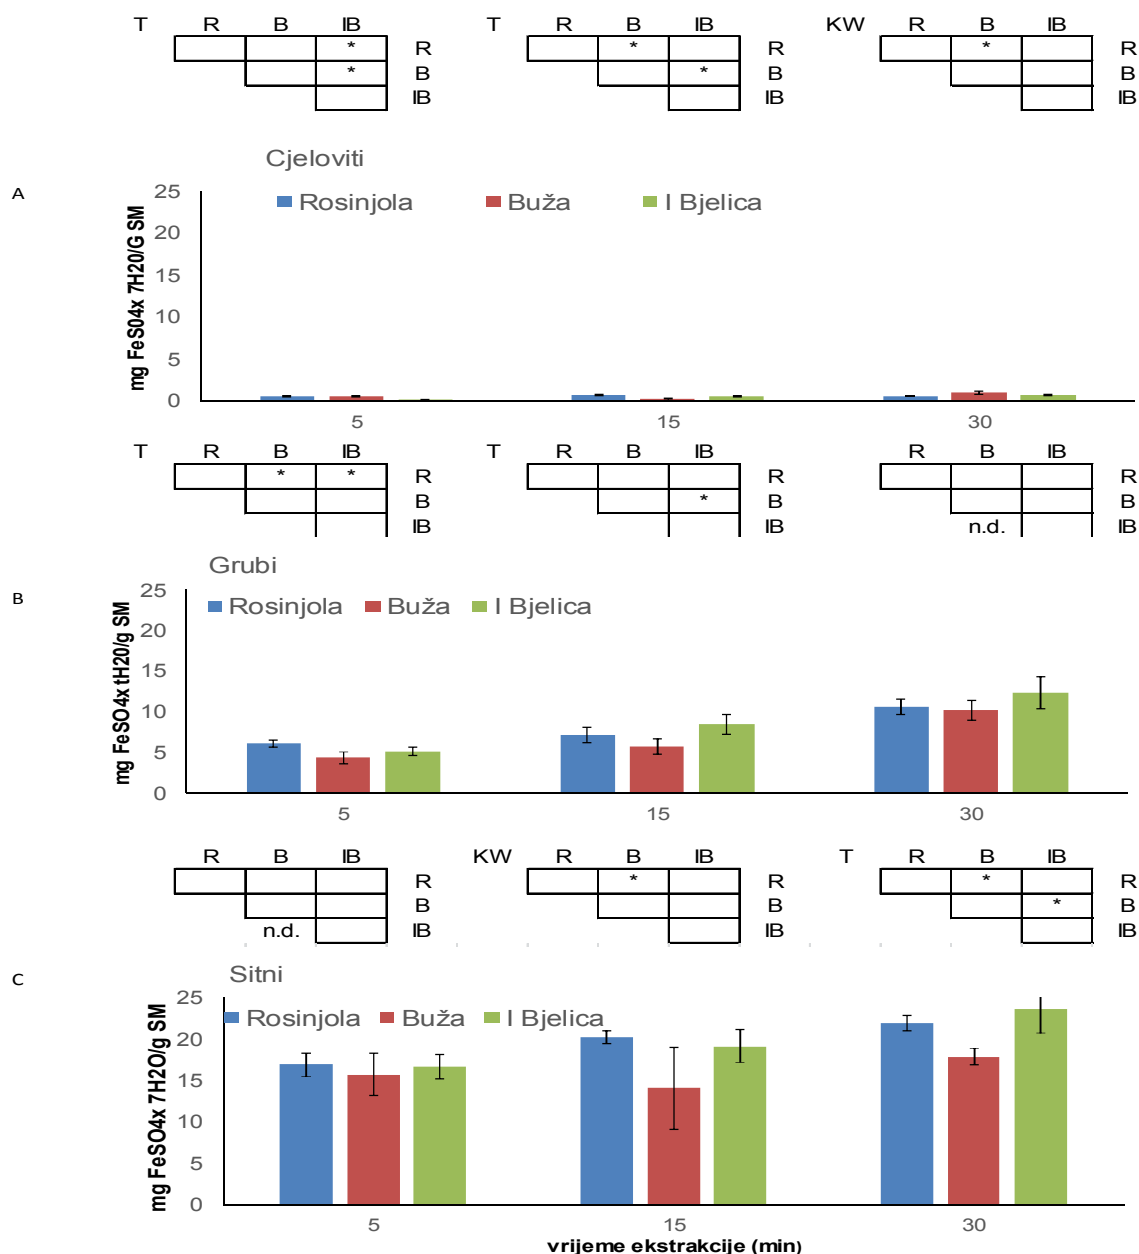 T R B IB T R B IB KW R B IB
* R * R * R
* B * B B
IB IB IB
Cjeloviti
A
Rosinjola Buža I Bjelica
mg FeS04x 7H20/G SM
25
20
15
10
5
0
5 15 30
T R B IB T R B IB R B IB
* * R R R
B * B B
IB IB n.d. IB
Grubi
B
Rosinjola Buža I Bjelica
mg FeSO4x tH20/g SM
25
20
15
10
5
0
5 15 30
R B IB KW R B IB T R B IB
R * R * R
B B * B
n.d. IB IB IB
Sitni
C
Rosinjola Buža I Bjelica
mg FeSO4x 7H2O/g SM
25
20
15
10
5
0
5 15 30
vrijeme ekstrakcije (min)